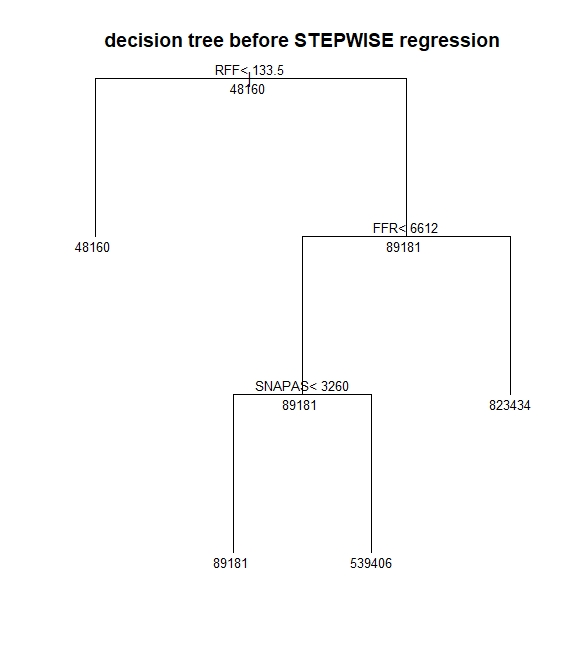 decision tree before STEPWISE regression
RFF< 133.5
48160
48160
FFR< 6612
89181
SNAPAS< 3260
89181
823434
89181
539406